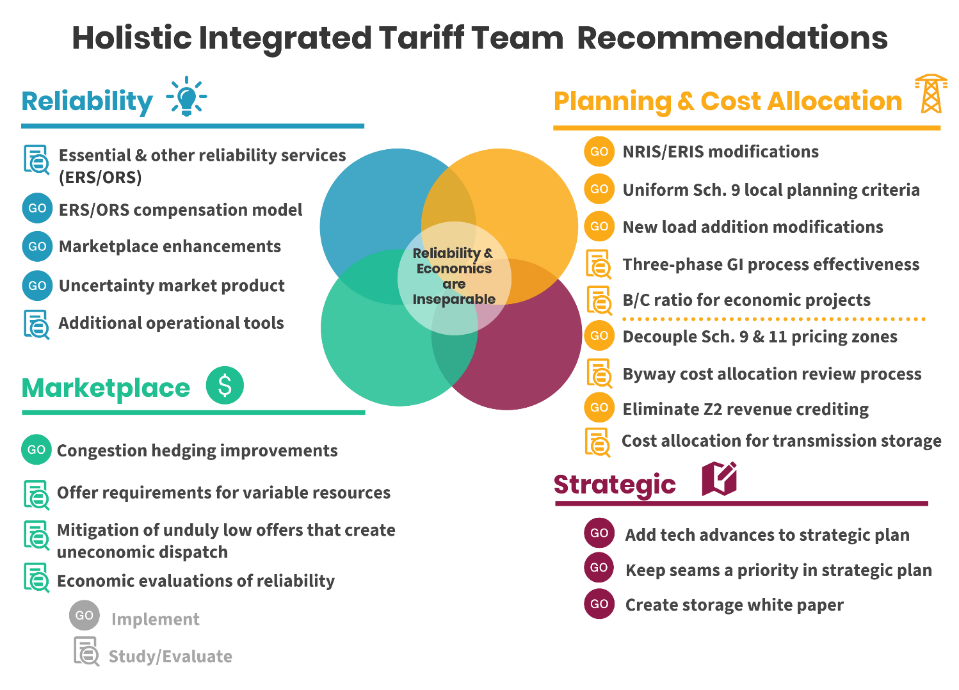 Holistic Integrated Tariff Team Recommendations
Reliability
Essential & other reliability services
(ERS/ORS)
GO ERS/ORS compensation model
GO Marketplace enhancements
GO Uncertainty market product
Additional operational tools
Marketplace $
GO Congestion hedging improvements
Offer requirements for variable resources
Mitigation of unduly low offers that create
uneconomic dispatch
Economic evaluations of reliability
GO Implement
Study/Evaluate
Reliability &
Economics
are
Inseparable
Planning & Cost Allocation
GO NRIS/ERIS modifications
GO Uniform Sch. 9 local planning criteria
GO New load addition modifications
Three-phase GI process effectiveness
B/C ratio for economic projects
GO Decouple Sch. 9 & 11 pricing zones
Byway cost allocation review process
GO Eliminate Z2 revenue crediting
Cost allocation for transmission storage
Strategic
GO Add tech advances to strategic plan
GO Keep seams a priority in strategic plan
GO Create storage white paper